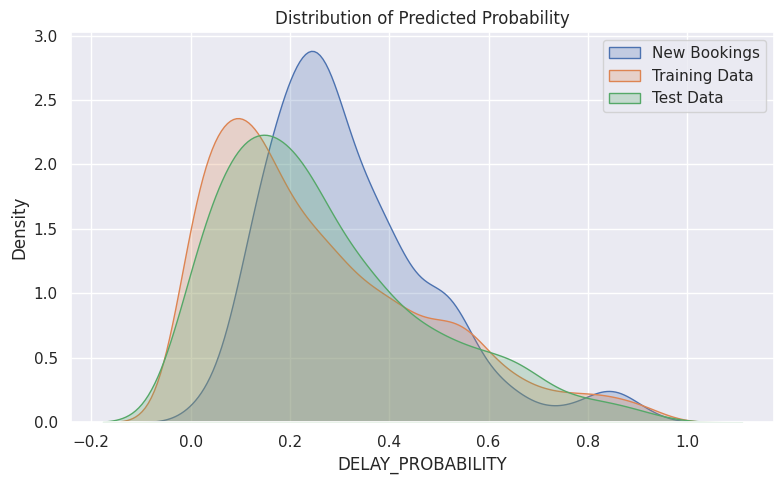 Distribution of Predicted Probability
New Bookings
Training Data
Test Data
3.0
2.5
2.0
1.5
1.0
0.5
0.0
Density
−0.2 0.0 0.2 0.4 0.6 0.8 1.0
DELAY_PROBABILITY